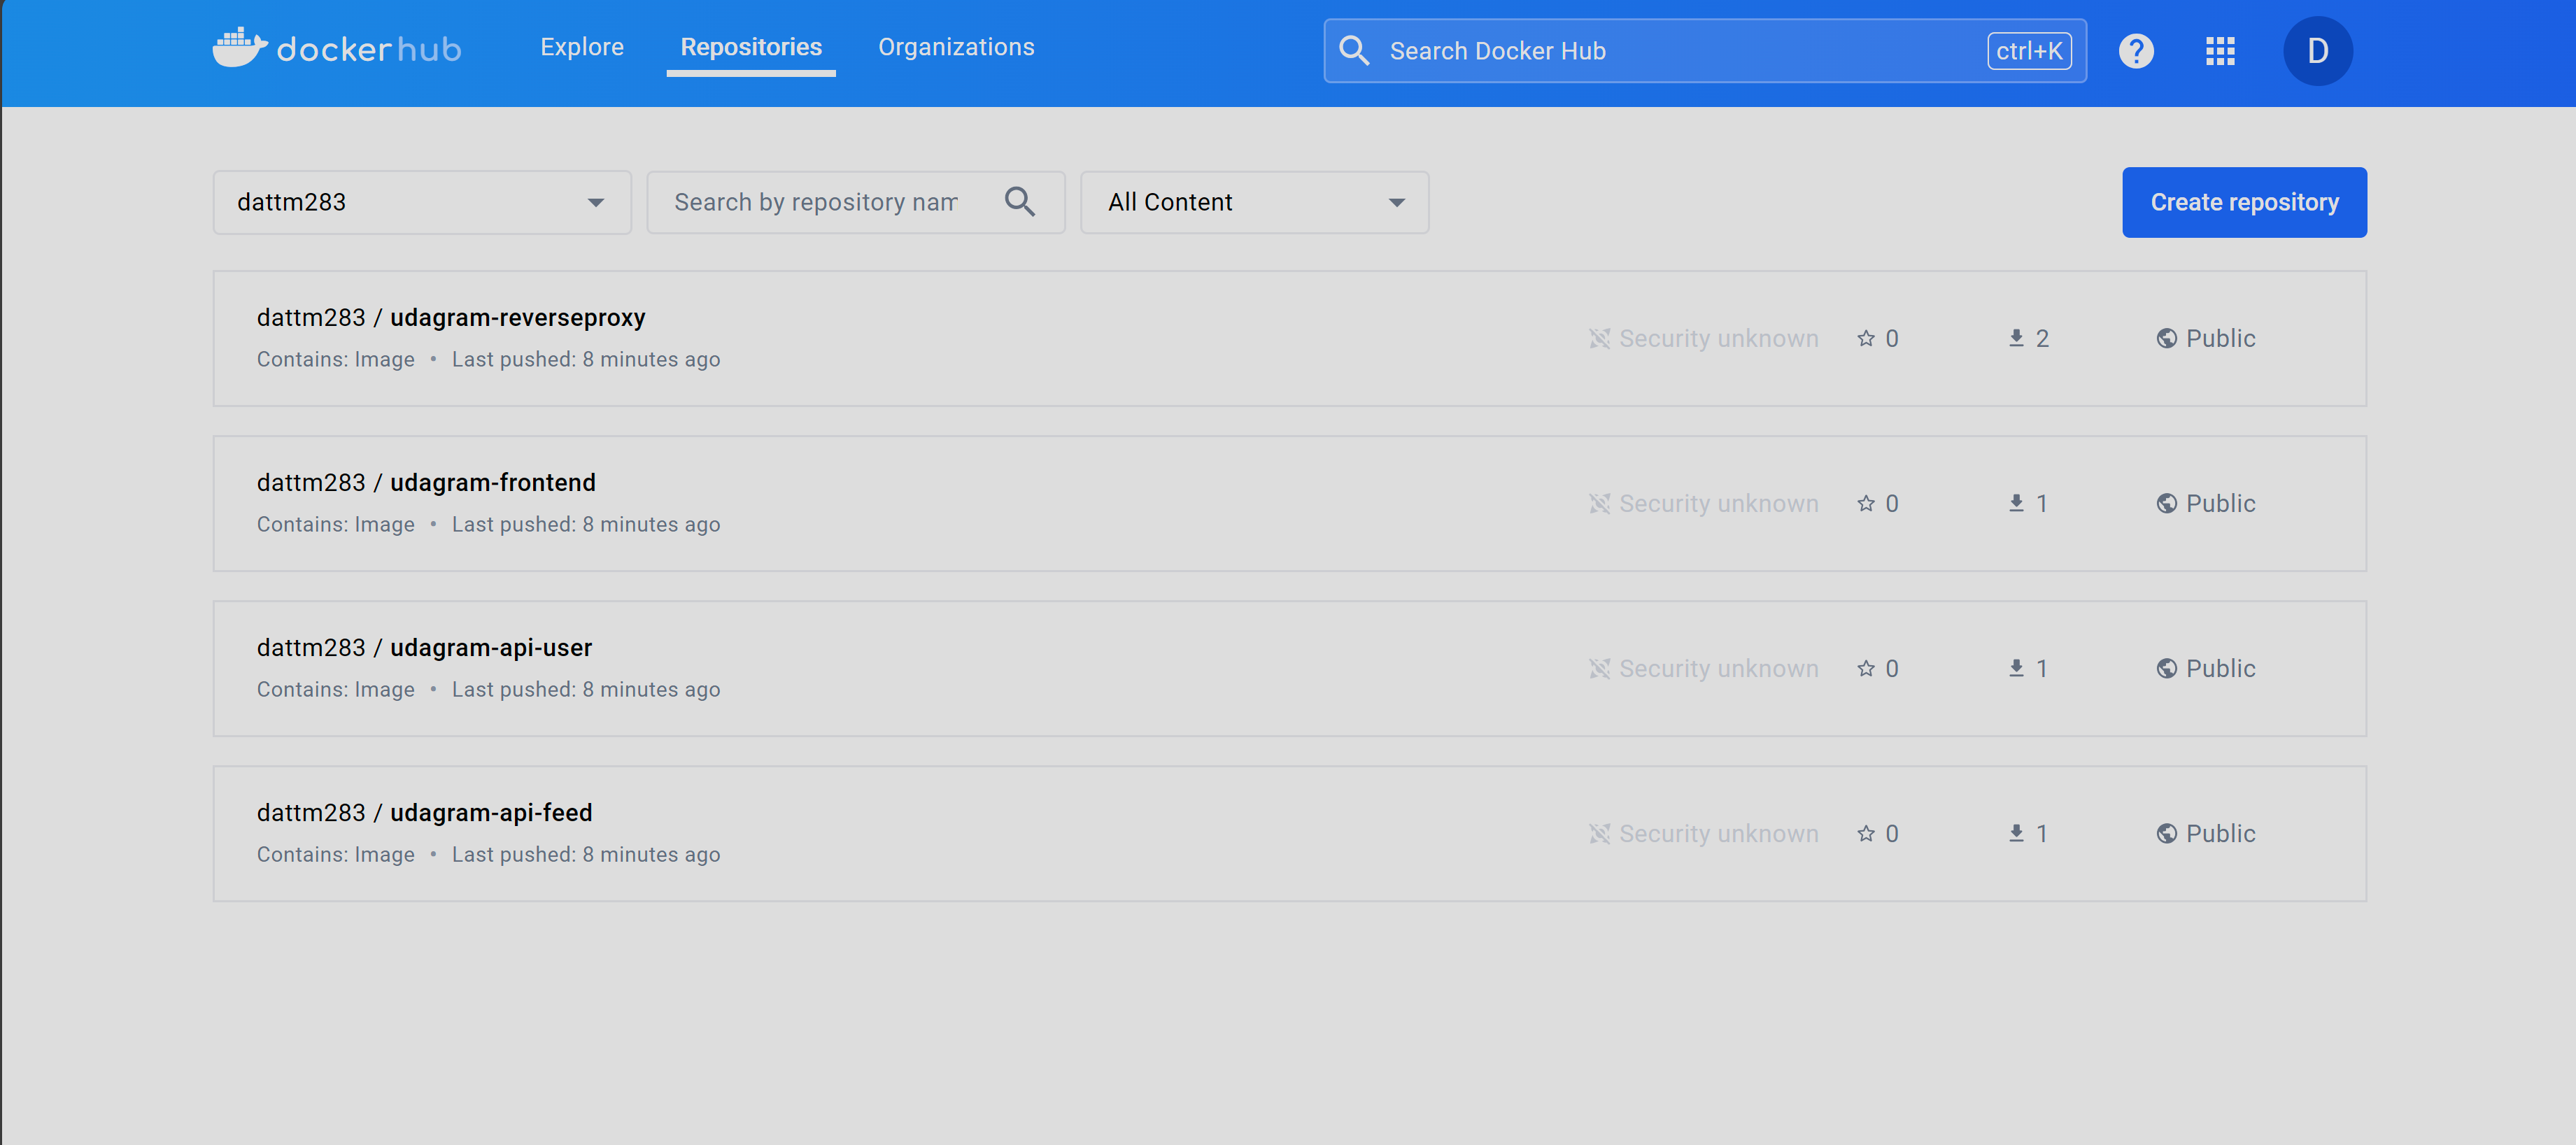 dockerhub Explore Repositories Organizations Search Docker Hub ctrl+K ? D
dattm283 Search by repository nam All Content Create repository
dattm283 / udagram-reverseproxy
Contains: Image • Last pushed: 8 minutes ago
Security unknown 0 2 Public
dattm283 / udagram-frontend
Contains: Image • Last pushed: 8 minutes ago
Security unknown 0 1 Public
dattm283 / udagram-api-user
Contains: Image • Last pushed: 8 minutes ago
Security unknown 0 1 Public
dattm283 / udagram-api-feed
Contains: Image • Last pushed: 8 minutes ago
Security unknown 0 1 Public